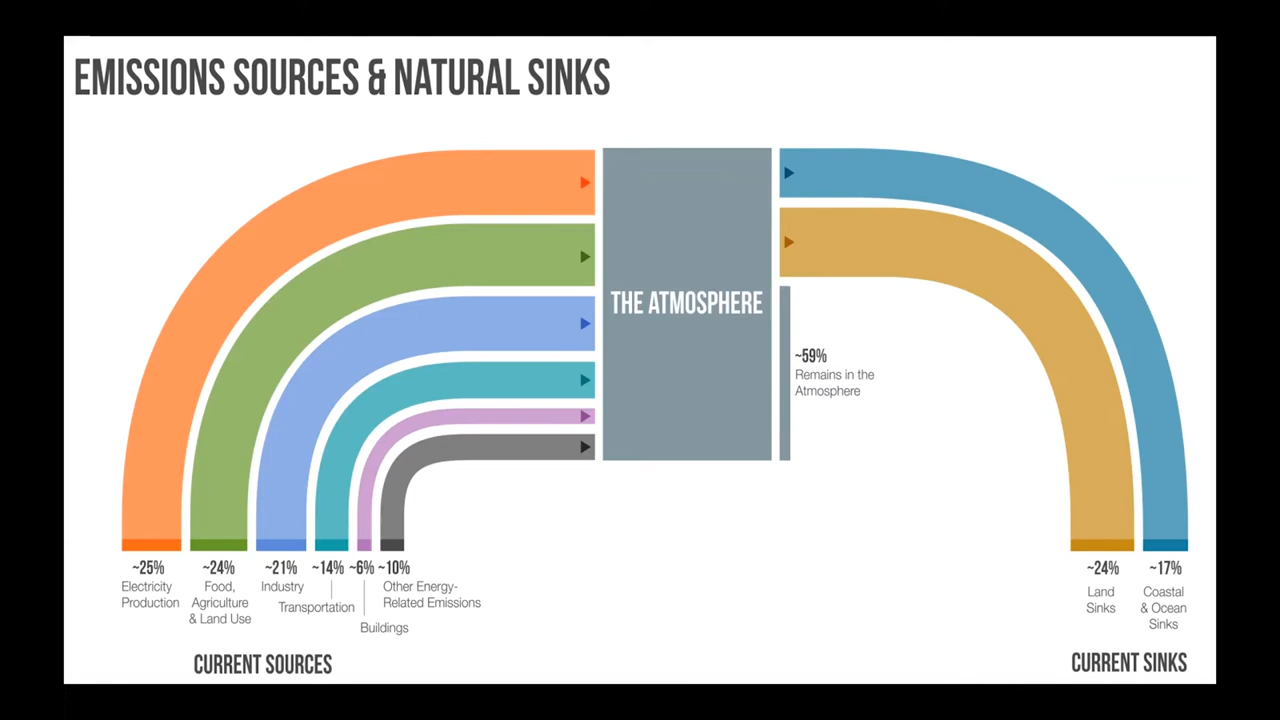 EMISSIONS SOURCES & NATURAL SINKS
THE ATMOSPHERE
~59%
Remains in the
Atmosphere
~25%
Electricity
Production
~24%
Food,
Agriculture
& Land Use
~21%
Industry
~14%
Transportation
~6%
Buildings
~10%
Other Energy-
Related Emissions
~24%
Land
Sinks
~17%
Coastal
& Ocean
Sinks
CURRENT SOURCES
CURRENT SINKS